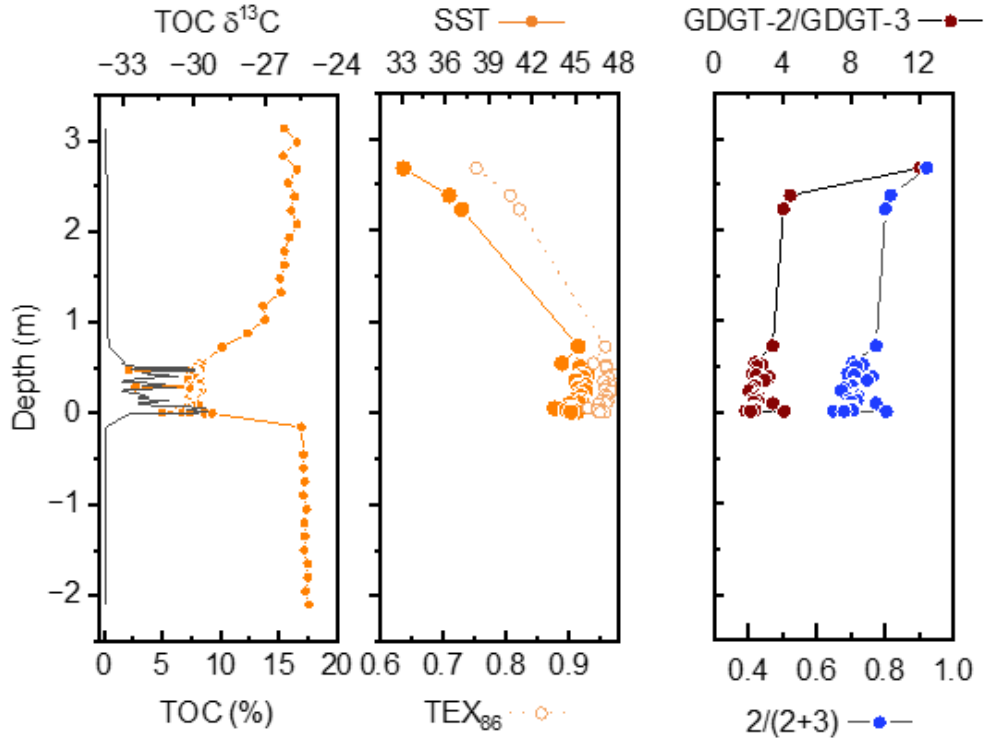 TOC δ¹³C
SST
GDGT-2/GDGT-3
−33 −30 −27 −24
33 36 39 42 45 48
0 4 8 12
3
2
1
0
−1
−2
Depth (m)
0 5 10 15 20
0.6 0.7 0.8 0.9
0.4 0.6 0.8 1.0
TOC (%)
TEX₈₆
2/(2+3)